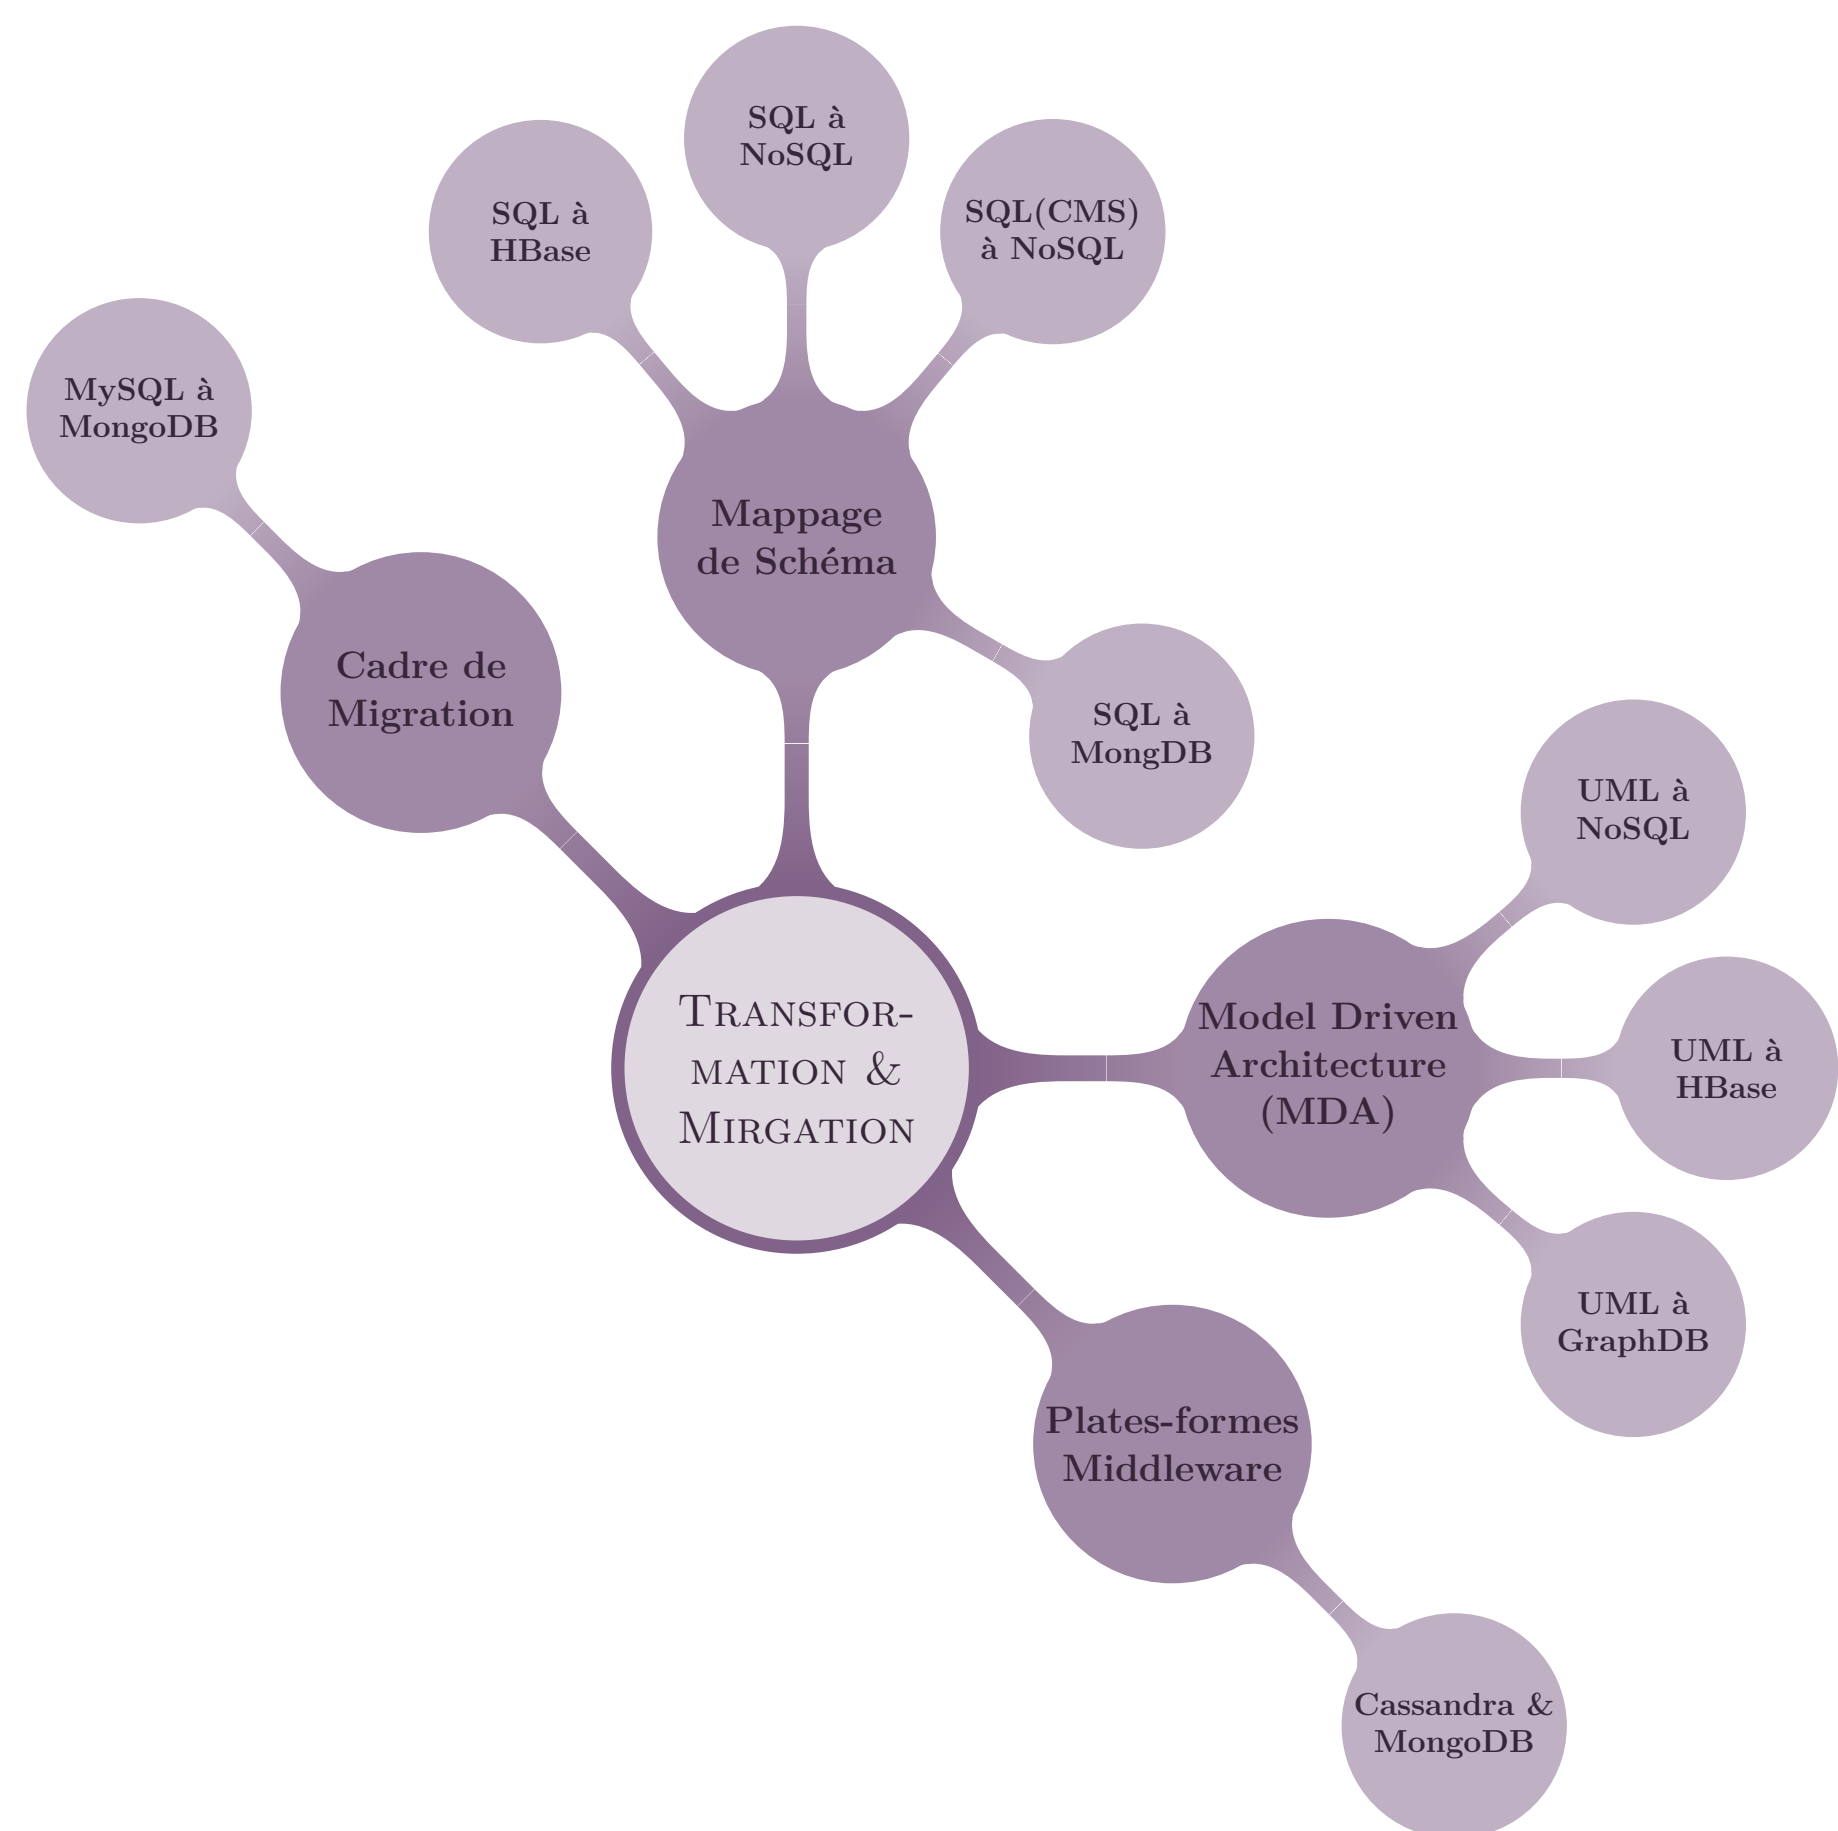 SQL à
NoSQL
SQL à
HBase
SQL(CMS)
à NoSQL
MySQL à
MongoDB
Mappage
de Schéma
Cadre de
Migration
SQL à
MongDB
UML à
NoSQL
TRANSFOR-
MATION &
MIRGATION
Model Driven
Architecture
(MDA)
UML à
HBase
UML à
GraphDB
Plates-formes
Middleware
Cassandra &
MongoDB